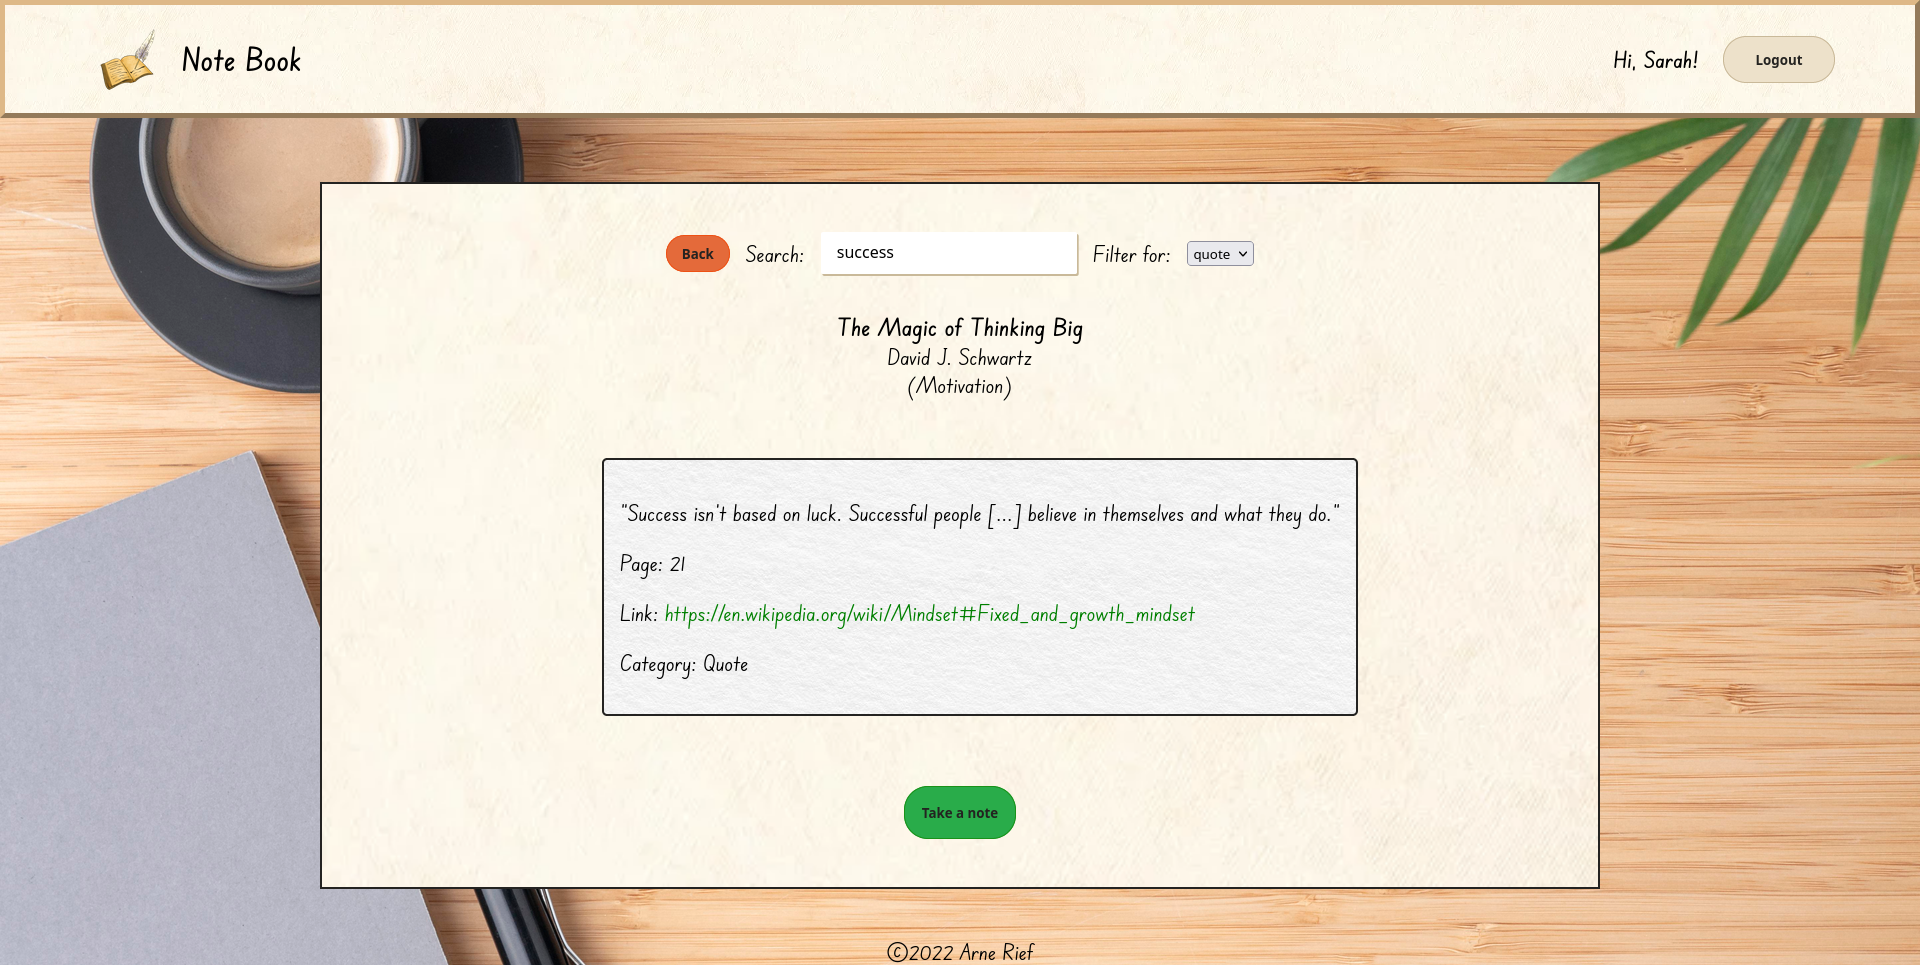 Note Book
Hi, Sarah!
Logout
Back
Search:
success
Filter for:
quote
The Magic of Thinking Big
David J. Schwartz
(Motivation)
"Success isn't based on luck. Successful people [...] believe in themselves and what they do."
Page: 21
Link: https://en.wikipedia.org/wiki/Mindset#Fixed_and_growth_mindset
Category: Quote
Take a note
©2022 Arne Rief